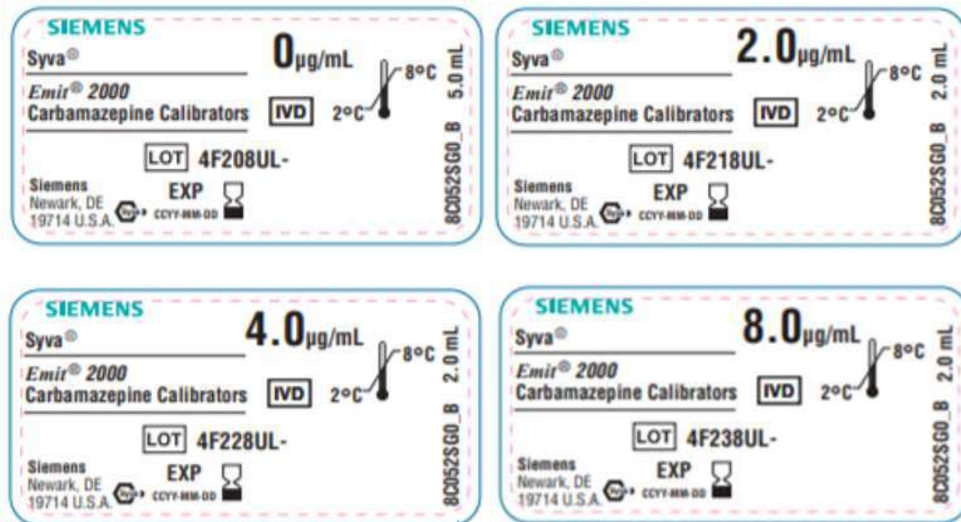 SIEMENS
Syva®
0µg/mL
8°C
Emit® 2000
Carbamazepine Calibrators
IVD
2°C
LOT 4F208UL-
Siemens
Newark, DE
19714 U.S.A.
EXP
CCYY-MM-DD
8C052SG0_B 5.0 mL
SIEMENS
Syva®
2.0µg/mL
8°C
Emit® 2000
Carbamazepine Calibrators
IVD
2°C
LOT 4F218UL-
Siemens
Newark, DE
19714 U.S.A.
EXP
CCYY-MM-DD
8C052SG0_B 2.0 mL
SIEMENS
Syva®
4.0µg/mL
8°C
Emit® 2000
Carbamazepine Calibrators
IVD
2°C
LOT 4F228UL-
Siemens
Newark, DE
19714 U.S.A.
EXP
CCYY-MM-DD
8C052SG0_B 2.0 mL
SIEMENS
Syva®
8.0µg/mL
8°C
Emit® 2000
Carbamazepine Calibrators
IVD
2°C
LOT 4F238UL-
Siemens
Newark, DE
19714 U.S.A.
EXP
CCYY-MM-DD
8C052SG0_B 2.0 mL